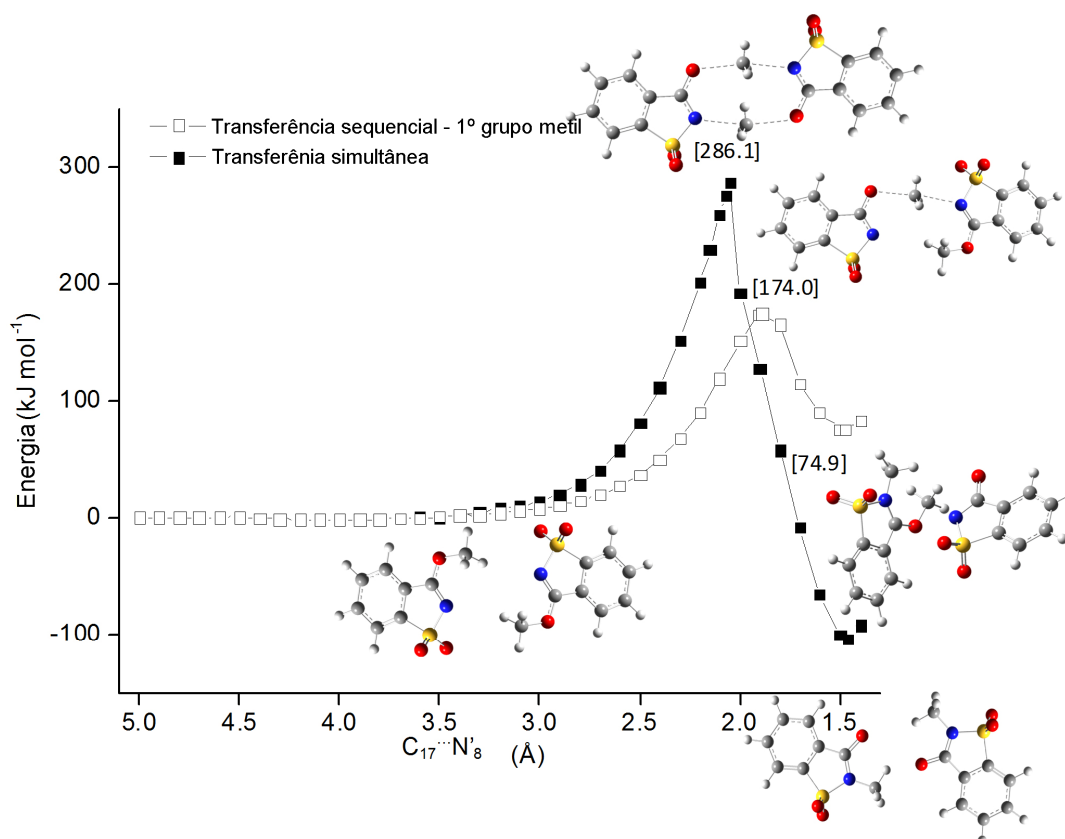 Transferência sequencial - 1º grupo metil
Transferênia simultânea
[286.1]
[174.0]
[74.9]
Energia (kJ mol⁻¹)
300
200
100
0
-100
5.0 4.5 4.0 3.5 3.0 2.5 2.0 1.5
C₁₇···N'₈ (Å)